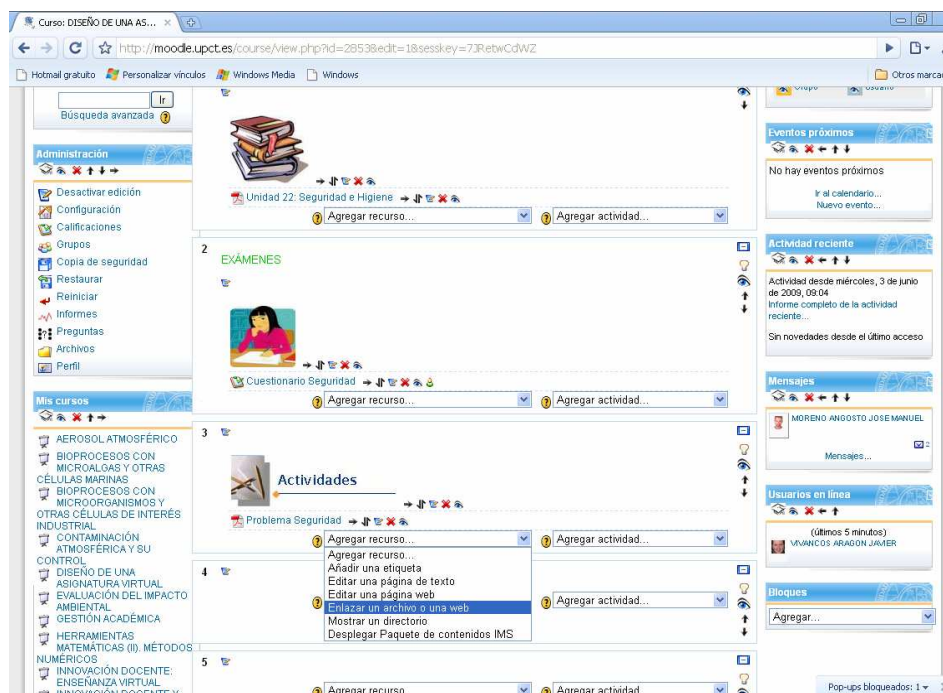 Curso: DISEÑO DE UNA AS...
http://moodle.upct.es/course/view.php?id=2853&edit=1&sesskey=7JRetwCdWZ
Hotmail gratuito Personalizar vínculos Windows Media Windows Otros marca
Ir
Búsqueda avanzada
Administración
Desactivar edición
Configuración
Calificaciones
Grupos
Copia de seguridad
Restaurar
Reiniciar
Informes
Preguntas
Archivos
Perfil
Mis cursos
AEROSOL ATMOSFÉRICO
BIOPROCESOS CON
MICROALGAS Y OTRAS
CÉLULAS MARINAS
BIOPROCESOS CON
MICROORGANISMOS Y
OTRAS CÉLULAS DE INTERÉS
INDUSTRIAL
CONTAMINACIÓN
ATMOSFÉRICA Y SU
CONTROL
DISEÑO DE UNA
ASIGNATURA VIRTUAL
EVALUACIÓN DEL IMPACTO
AMBIENTAL
GESTIÓN ACADÉMICA
HERRAMIENTAS
MATEMÁTICAS (II). MÉTODOS
NUMÉRICOS
INNOVACIÓN DOCENTE:
ENSEÑANZA VIRTUAL
INNOVACIÓN DOCENTE Y
Unidad 22: Seguridad e Higiene
Agregar recurso... Agregar actividad...
2
EXÁMENES
Cuestionario Seguridad
Agregar recurso... Agregar actividad...
3
Actividades
Problema Seguridad
Agregar recurso... Agregar actividad...
Agregar recurso...
Añadir una etiqueta
Editar una página de texto
Editar una página web
Enlazar un archivo o una web
Mostrar un directorio
Desplegar Paquete de contenidos IMS
4
Agregar actividad...
5
Agregar recurso... Agregar actividad...
Grupo Usuario
Eventos próximos
No hay eventos próximos
Ir al calendario...
Nuevo evento...
Actividad reciente
Actividad desde miércoles, 3 de junio
de 2009, 09:04
Informe completo de la actividad
reciente...
Sin novedades desde el último acceso
Mensajes
MORENO ANGOSTO JOSE MANUEL
2
Mensajes...
Usuarios en línea
(últimos 5 minutos)
VIVANCOS ARAGON JAVIER
Bloques
Agregar...
Pop-ups bloqueados: 1